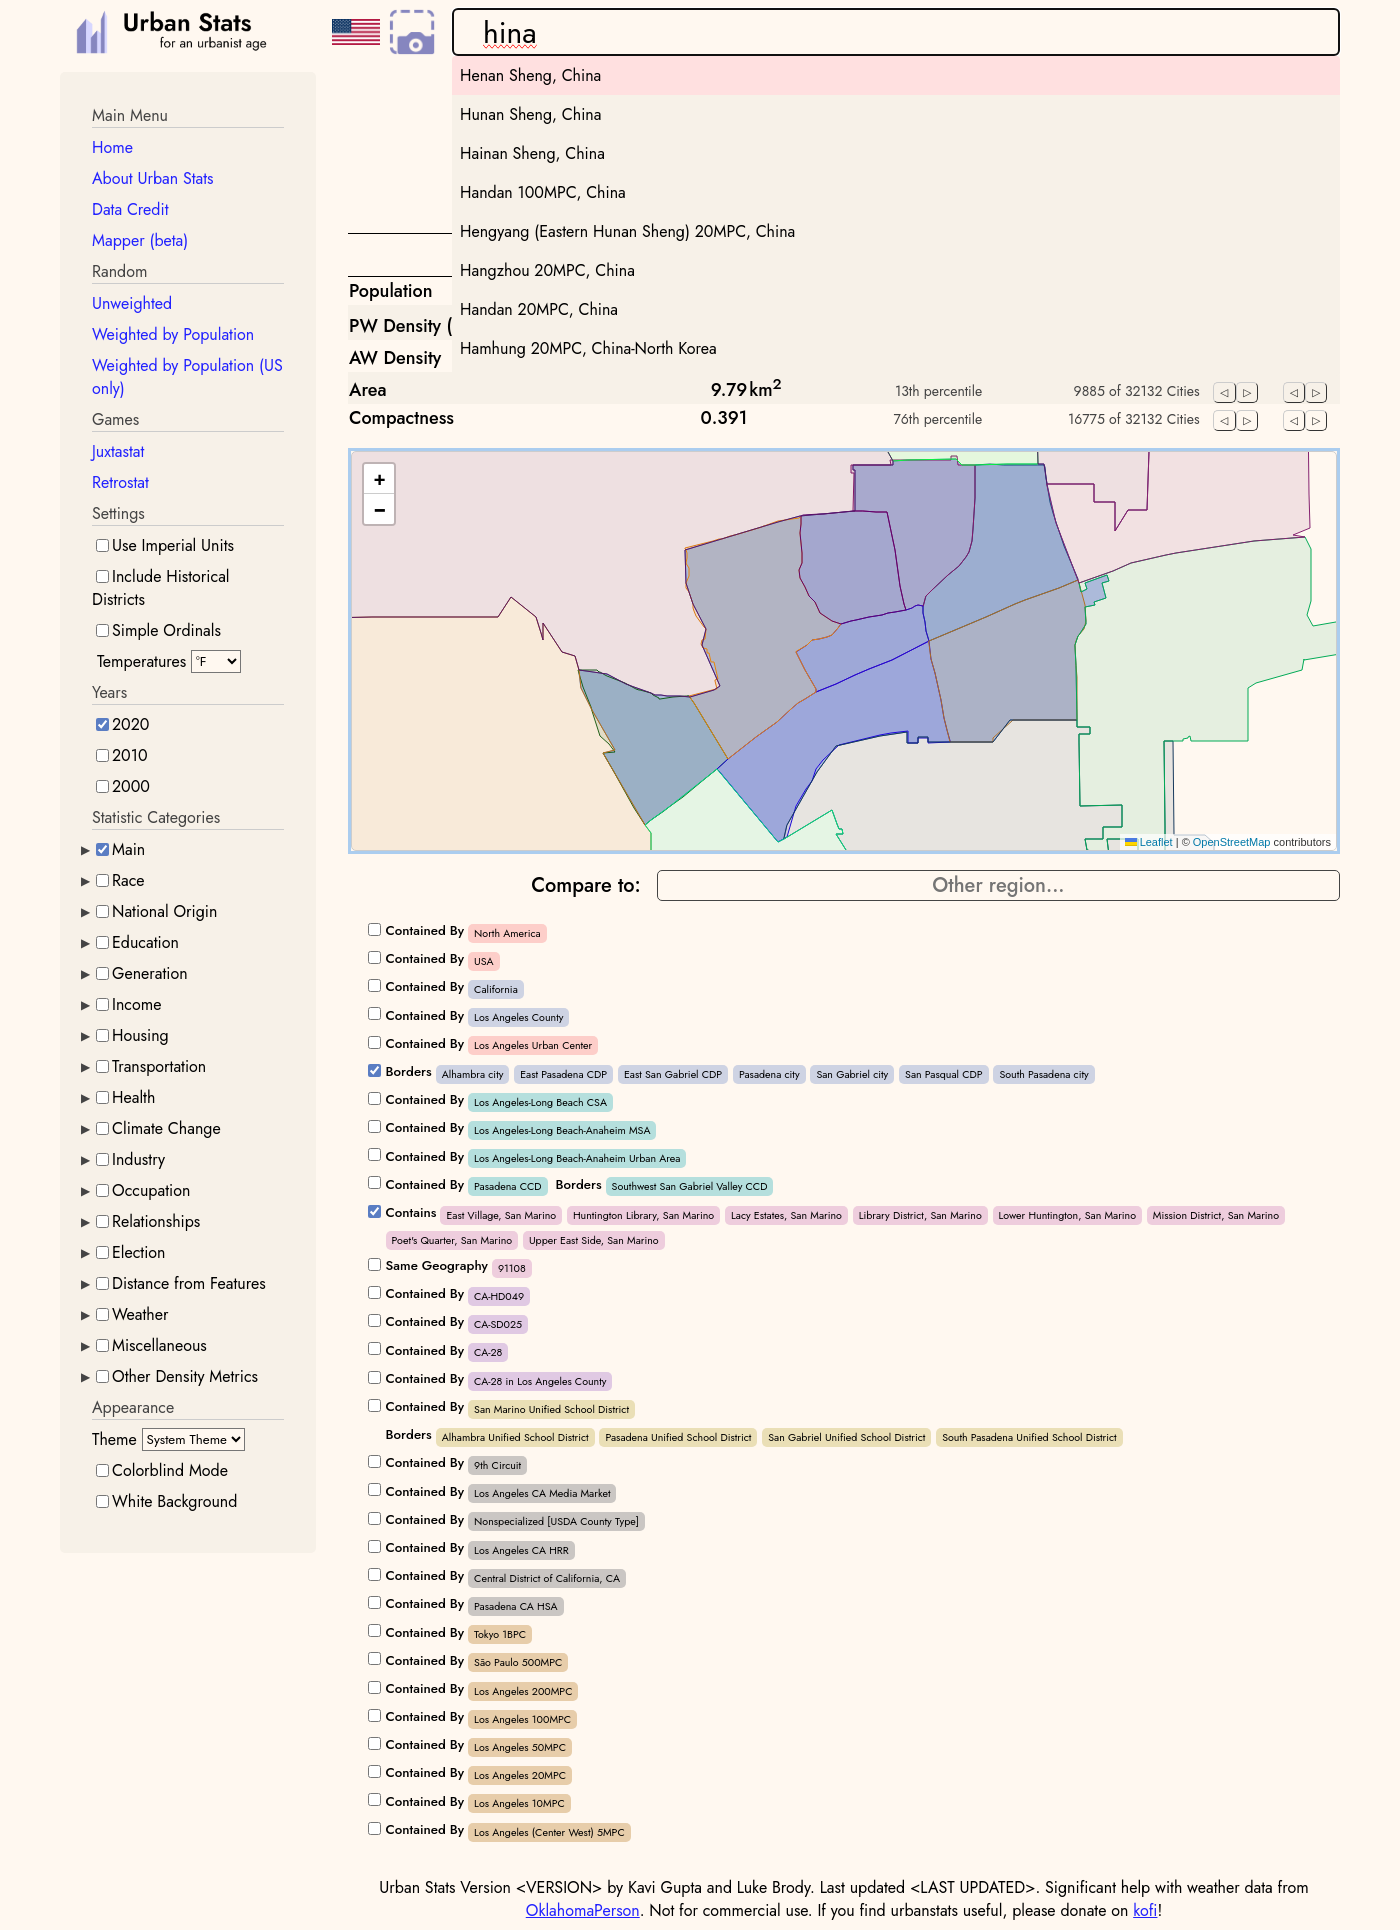 Urban Stats
for an urbanist age
hina
Henan Sheng, China
Hunan Sheng, China
Hainan Sheng, China
Handan 100MPC, China
Hengyang (Eastern Hunan Sheng) 20MPC, China
Hangzhou 20MPC, China
Handan 20MPC, China
Hamhung 20MPC, China-North Korea
Main Menu
Home
About Urban Stats
Data Credit
Mapper (beta)
Random
Unweighted
Weighted by Population
Weighted by Population (US
only)
Games
Juxtastat
Retrostat
Settings
Use Imperial Units
Include Historical
Districts
Simple Ordinals
Temperatures °F
Years
2020
2010
2000
Statistic Categories
▶ Main
▶ Race
▶ National Origin
▶ Education
▶ Generation
▶ Income
▶ Housing
▶ Transportation
▶ Health
▶ Climate Change
▶ Industry
▶ Occupation
▶ Relationships
▶ Election
▶ Distance from Features
▶ Weather
▶ Miscellaneous
▶ Other Density Metrics
Appearance
Theme System Theme
Colorblind Mode
White Background
Population
PW Density (
AW Density
Area 9.79 km² 13th percentile 9885 of 32132 Cities ◁ ▷ ◁ ▷
Compactness 0.391 76th percentile 16775 of 32132 Cities ◁ ▷ ◁ ▷
+
−
Leaflet | © OpenStreetMap contributors
Compare to: Other region...
Contained By North America
Contained By USA
Contained By California
Contained By Los Angeles County
Contained By Los Angeles Urban Center
Borders Alhambra city East Pasadena CDP East San Gabriel CDP Pasadena city San Gabriel city San Pasqual CDP South Pasadena city
Contained By Los Angeles-Long Beach CSA
Contained By Los Angeles-Long Beach-Anaheim MSA
Contained By Los Angeles-Long Beach-Anaheim Urban Area
Contained By Pasadena CCD Borders Southwest San Gabriel Valley CCD
Contains East Village, San Marino Huntington Library, San Marino Lacy Estates, San Marino Library District, San Marino Lower Huntington, San Marino Mission District, San Marino
Poet's Quarter, San Marino Upper East Side, San Marino
Same Geography 91108
Contained By CA-HD049
Contained By CA-SD025
Contained By CA-28
Contained By CA-28 in Los Angeles County
Contained By San Marino Unified School District
Borders Alhambra Unified School District Pasadena Unified School District San Gabriel Unified School District South Pasadena Unified School District
Contained By 9th Circuit
Contained By Los Angeles CA Media Market
Contained By Nonspecialized [USDA County Type]
Contained By Los Angeles CA HRR
Contained By Central District of California, CA
Contained By Pasadena CA HSA
Contained By Tokyo 1BPC
Contained By São Paulo 500MPC
Contained By Los Angeles 200MPC
Contained By Los Angeles 100MPC
Contained By Los Angeles 50MPC
Contained By Los Angeles 20MPC
Contained By Los Angeles 10MPC
Contained By Los Angeles (Center West) 5MPC
Urban Stats Version <VERSION> by Kavi Gupta and Luke Brody. Last updated <LAST UPDATED>. Significant help with weather data from
OklahomaPerson. Not for commercial use. If you find urbanstats useful, please donate on kofi!